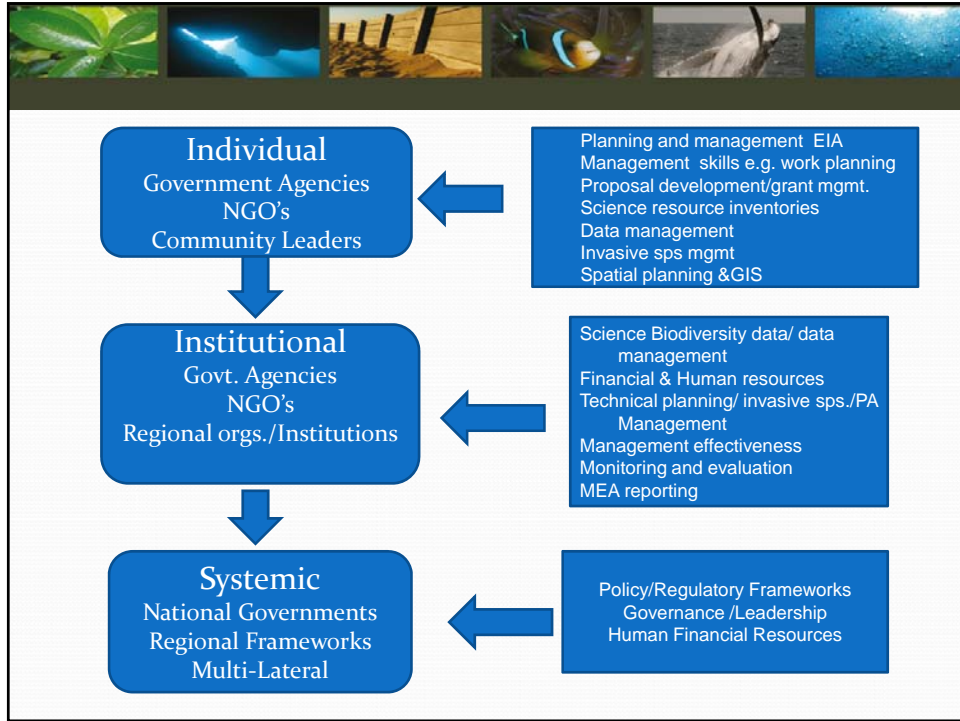 Individual
Government Agencies
NGO's
Community Leaders
Planning and management  EIA
Management  skills e.g. work planning
Proposal development/grant mgmt.
Science resource inventories
Data management
Invasive sps mgmt
Spatial planning &GIS
Institutional
Govt. Agencies
NGO's
Regional orgs./Institutions
Science Biodiversity data/ data
management
Financial & Human resources
Technical planning/ invasive sps./PA
Management
Management effectiveness
Monitoring and evaluation
MEA reporting
Systemic
National Governments
Regional Frameworks
Multi-Lateral
Policy/Regulatory Frameworks
Governance /Leadership
Human Financial Resources